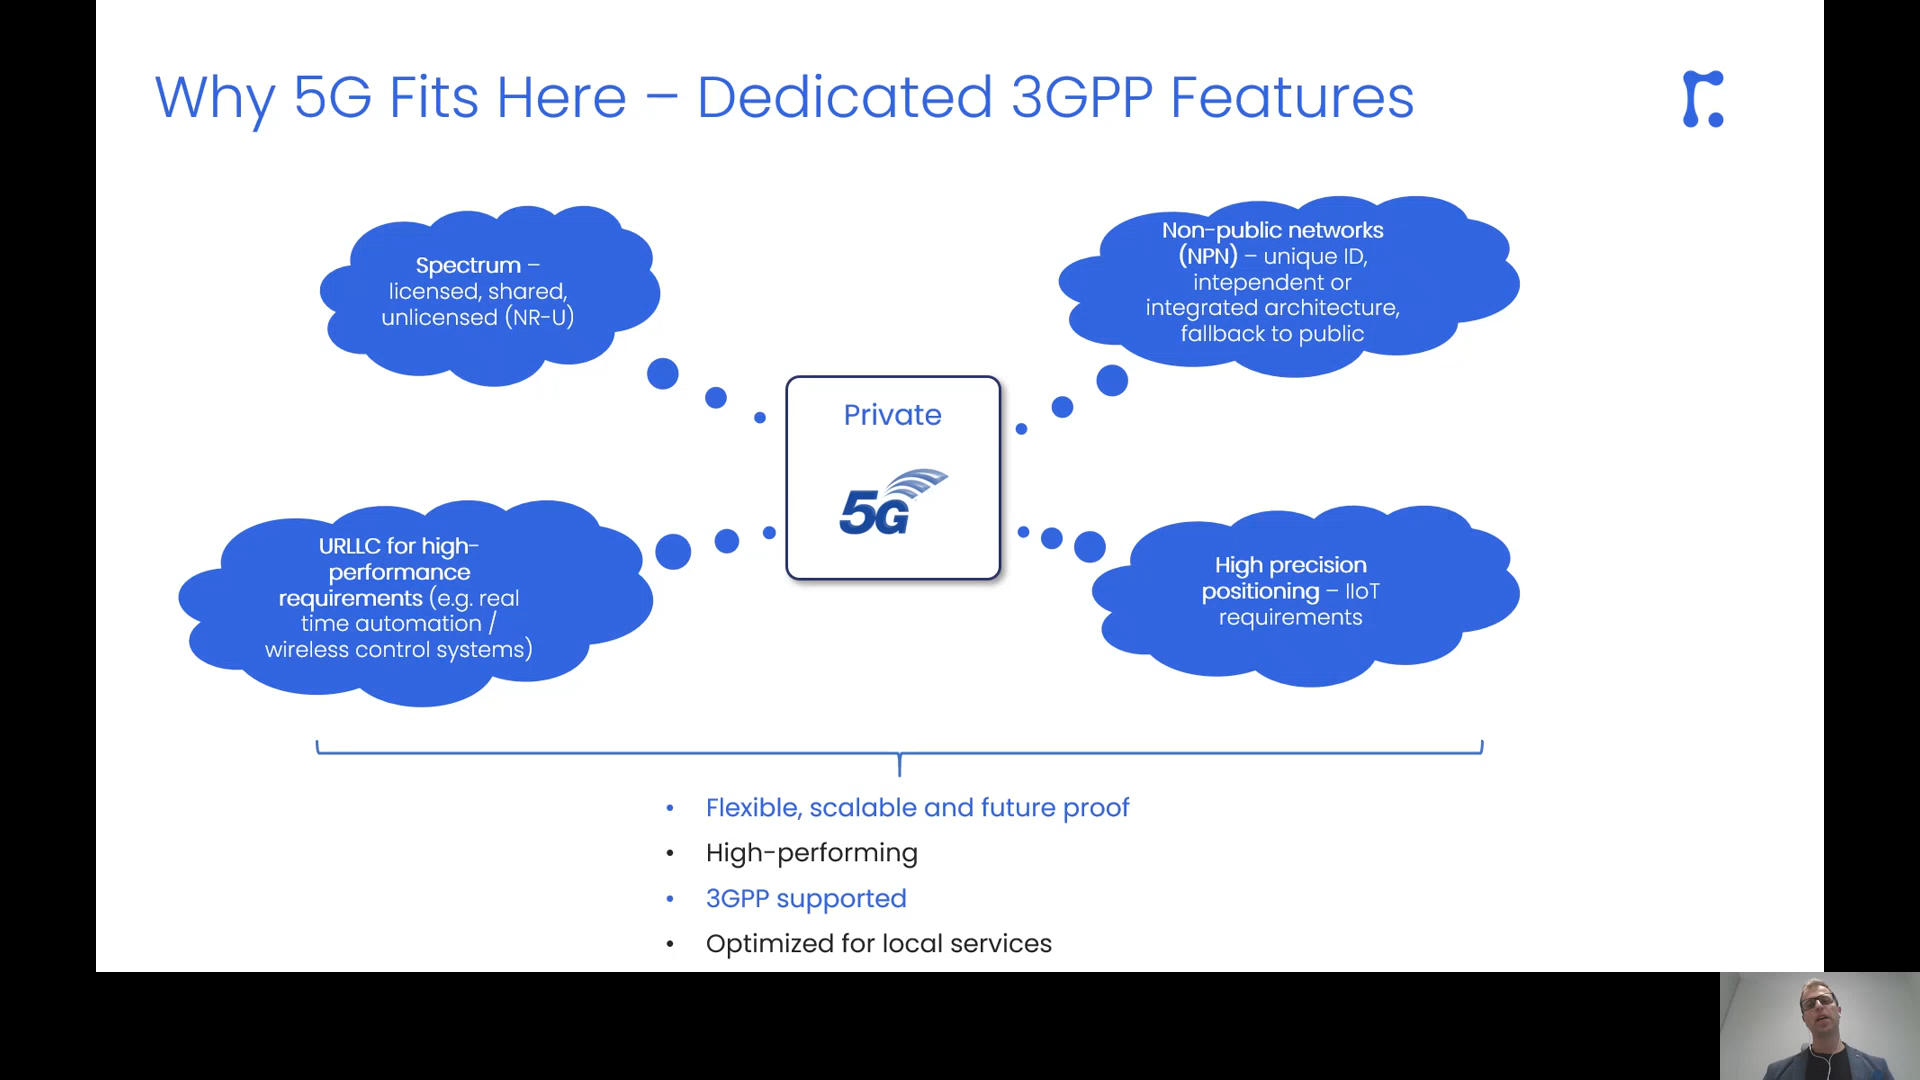 Why 5G Fits Here – Dedicated 3GPP Features
r.
Spectrum –
licensed, shared,
unlicensed (NR-U)
Non-public networks
(NPN) – unique ID,
intependent or
integrated architecture,
fallback to public
Private
5G
URLLC for high-
performance
requirements (e.g. real
time automation /
wireless control systems)
High precision
positioning – IIoT
requirements
• Flexible, scalable and future proof
• High-performing
• 3GPP supported
• Optimized for local services